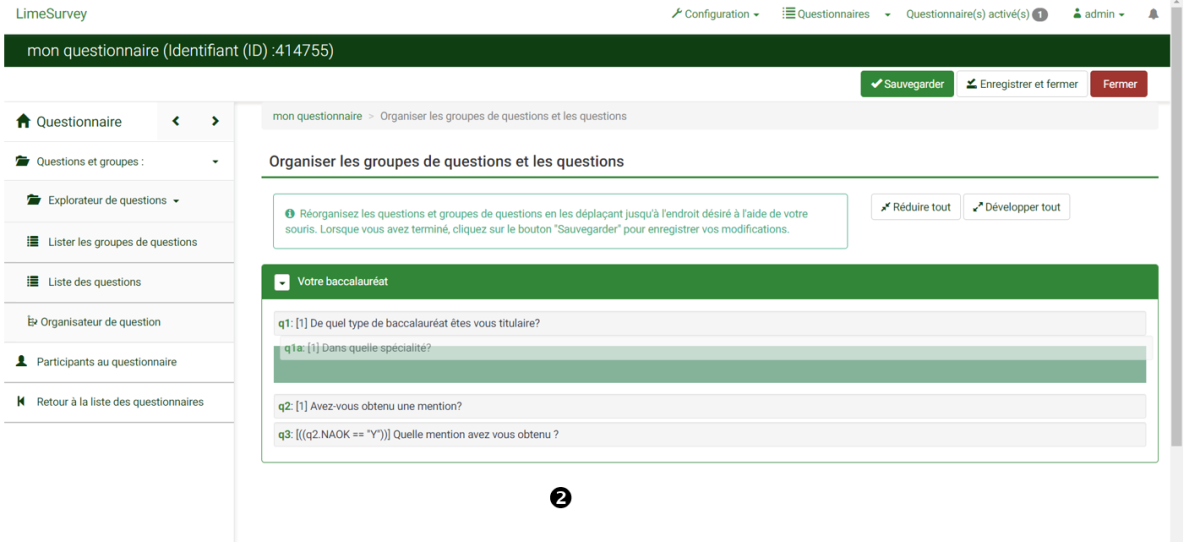 LimeSurvey
Configuration
Questionnaires
Questionnaire(s) activé(s) 1
admin
mon questionnaire (Identifiant (ID) :414755)
Sauvegarder
Enregistrer et fermer
Fermer
Questionnaire
mon questionnaire > Organiser les groupes de questions et les questions
Questions et groupes :
Organiser les groupes de questions et les questions
Explorateur de questions
Lister les groupes de questions
Liste des questions
Organisateur de question
Participants au questionnaire
Retour à la liste des questionnaires
Réorganisez les questions et groupes de questions en les déplaçant jusqu'à l'endroit désiré à l'aide de votre
souris. Lorsque vous avez terminé, cliquez sur le bouton "Sauvegarder" pour enregistrer vos modifications.
Réduire tout
Développer tout
Votre baccalauréat
q1: [1] De quel type de baccalauréat êtes vous titulaire?
q1a: [1] Dans quelle spécialité?
q2: [1] Avez-vous obtenu une mention?
q3: [((q2.NAOK == "Y"))] Quelle mention avez vous obtenu ?
2